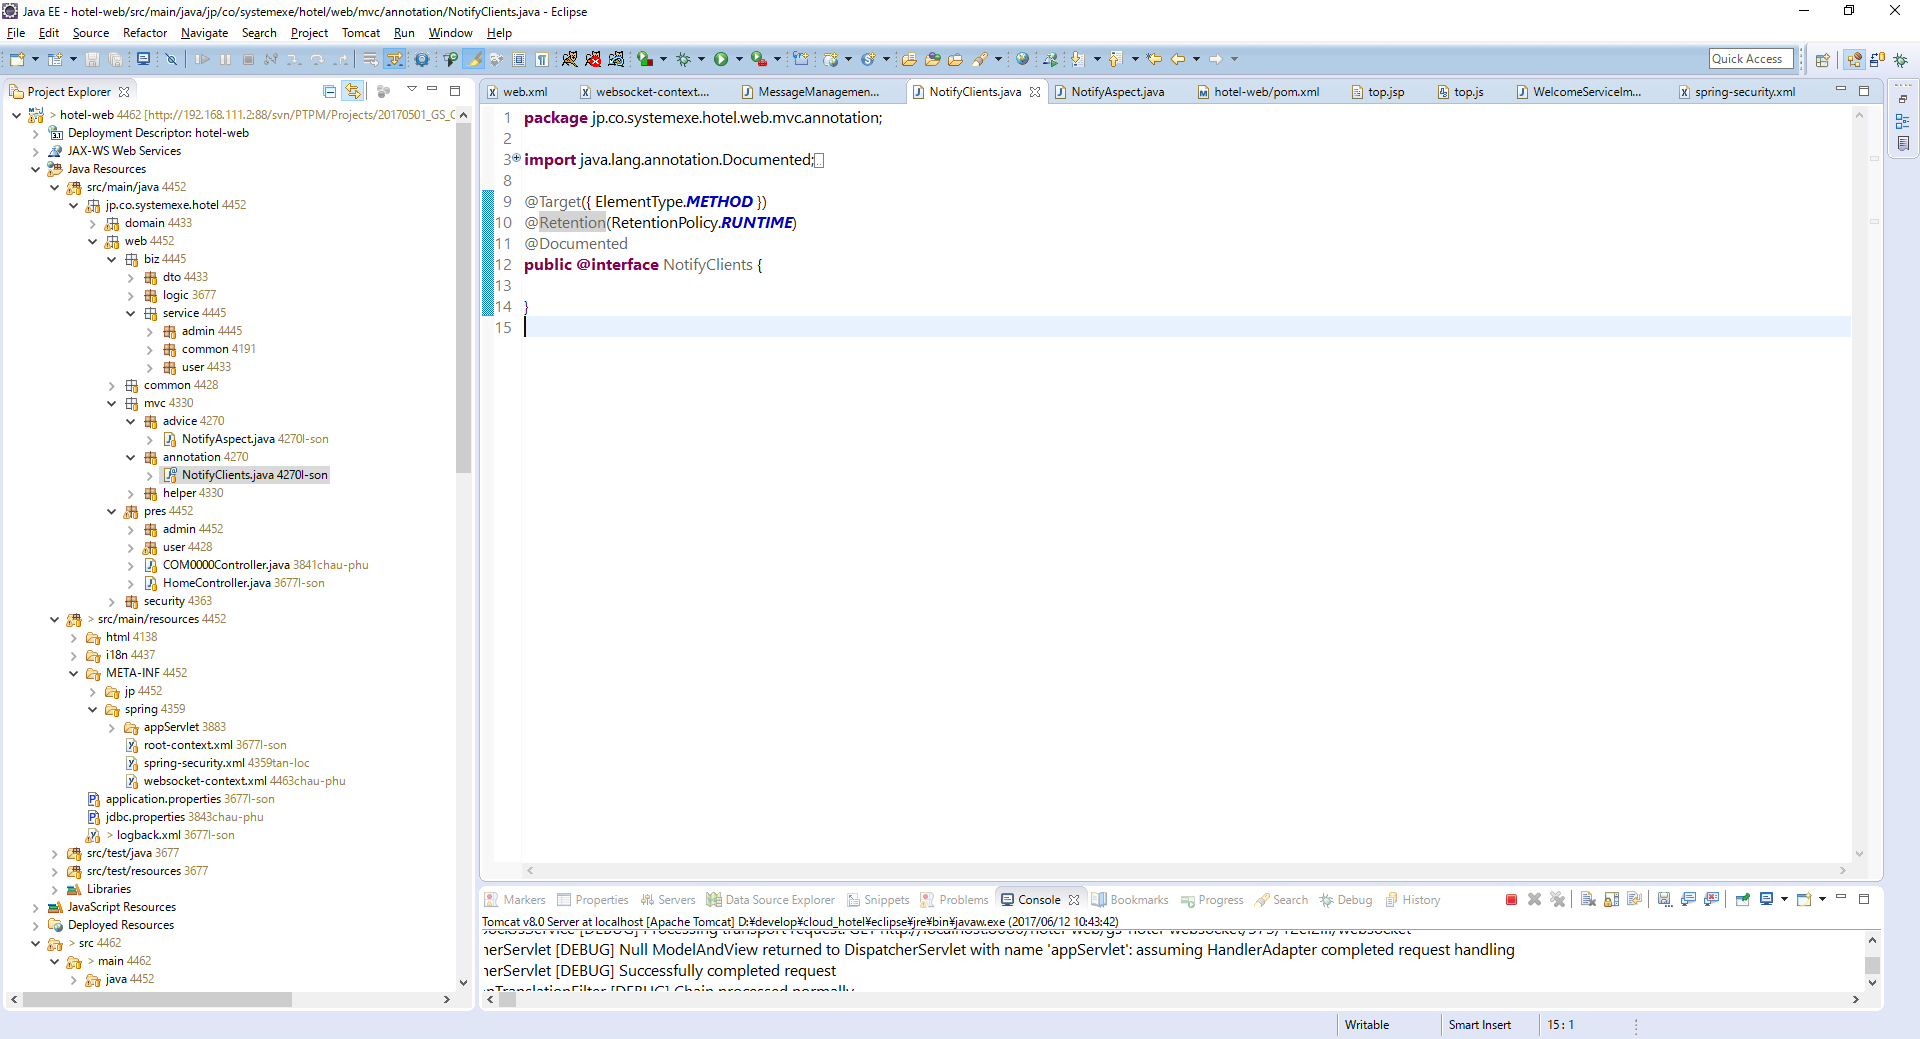 Java EE - hotel-web/src/main/java/jp/co/systemexe/hotel/web/mvc/annotation/NotifyClients.java - Eclipse
File Edit Source Refactor Navigate Search Project Tomcat Run Window Help
Quick Access
Project Explorer
> hotel-web 4462 [http://192.168.111.2:88/svn/PTPM/Projects/20170501_GS_C
Deployment Descriptor: hotel-web
JAX-WS Web Services
Java Resources
src/main/java 4452
jp.co.systemexe.hotel 4452
domain 4433
web 4452
biz 4445
dto 4433
logic 3677
service 4445
admin 4445
common 4191
user 4433
common 4428
mvc 4330
advice 4270
NotifyAspect.java 4270l-son
annotation 4270
NotifyClients.java 4270l-son
helper 4330
pres 4452
admin 4452
user 4428
COM0000Controller.java 3841chau-phu
HomeController.java 3677l-son
security 4363
> src/main/resources 4452
html 4138
i18n 4437
META-INF 4452
jp 4452
spring 4359
appServlet 3883
root-context.xml 3677l-son
spring-security.xml 4359tan-loc
websocket-context.xml 4463chau-phu
application.properties 3677l-son
jdbc.properties 3843chau-phu
> logback.xml 3677l-son
src/test/java 3677
src/test/resources 3677
Libraries
JavaScript Resources
Deployed Resources
> src 4462
> main 4462
java 4452
web.xml websocket-context.... MessageManagemen... NotifyClients.java NotifyAspect.java hotel-web/pom.xml top.jsp top.js WelcomeServiceIm... spring-security.xml
1 package jp.co.systemexe.hotel.web.mvc.annotation;
2
3 import java.lang.annotation.Documented;
8
9 @Target({ ElementType.METHOD })
10 @Retention(RetentionPolicy.RUNTIME)
11 @Documented
12 public @interface NotifyClients {
13
14 }
15
Markers Properties Servers Data Source Explorer Snippets Problems Console Bookmarks Progress Search Debug History
Tomcat v8.0 Server at localhost [Apache Tomcat] D:¥develop¥cloud_hotel¥eclipse¥jre¥bin¥javaw.exe (2017/06/12 10:43:42)
herServlet [DEBUG] Null ModelAndView returned to DispatcherServlet with name 'appServlet': assuming HandlerAdapter completed request handling
herServlet [DEBUG] Successfully completed request
nTranslationFilter [DEBUG] Chain processed normally
Writable Smart Insert 15 : 1